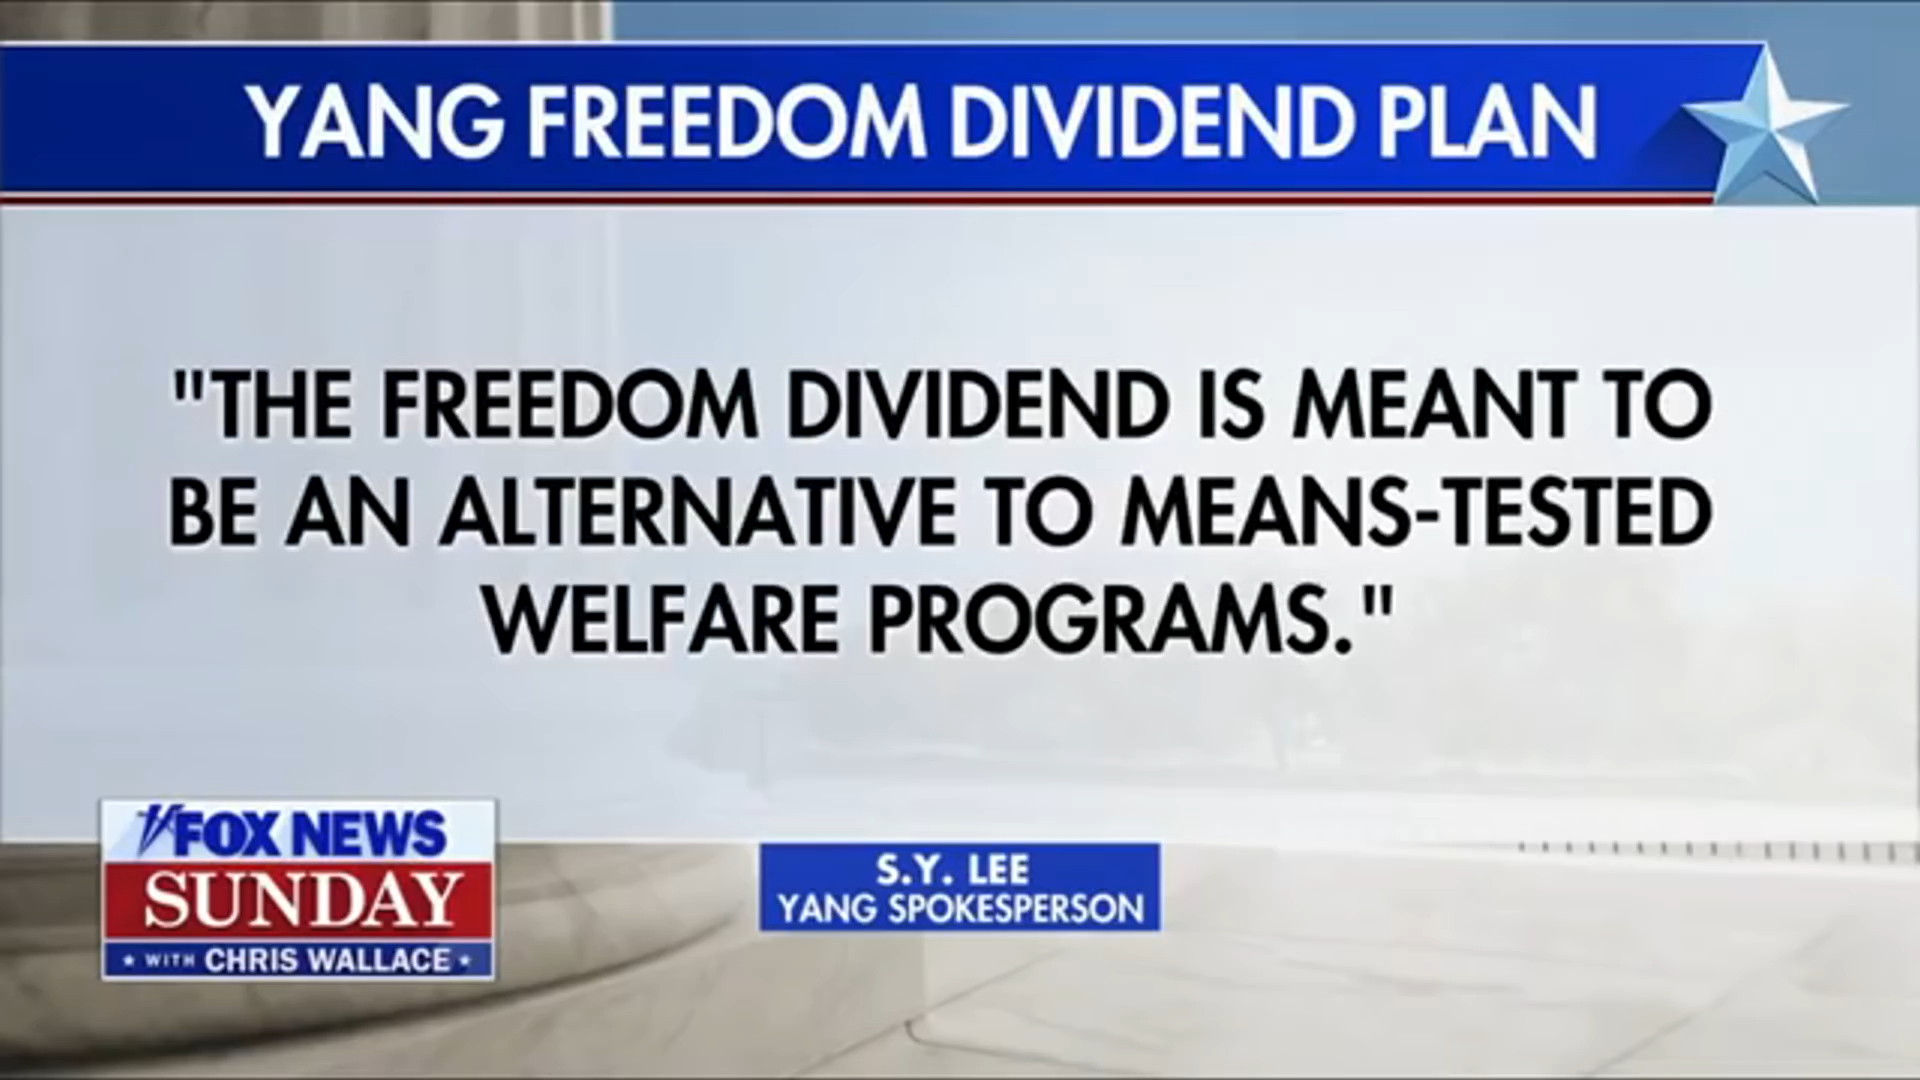 YANG FREEDOM DIVIDEND PLAN
"THE FREEDOM DIVIDEND IS MEANT TO
BE AN ALTERNATIVE TO MEANS-TESTED
WELFARE PROGRAMS."
FOX NEWS
SUNDAY
WITH CHRIS WALLACE
S.Y. LEE
YANG SPOKESPERSON